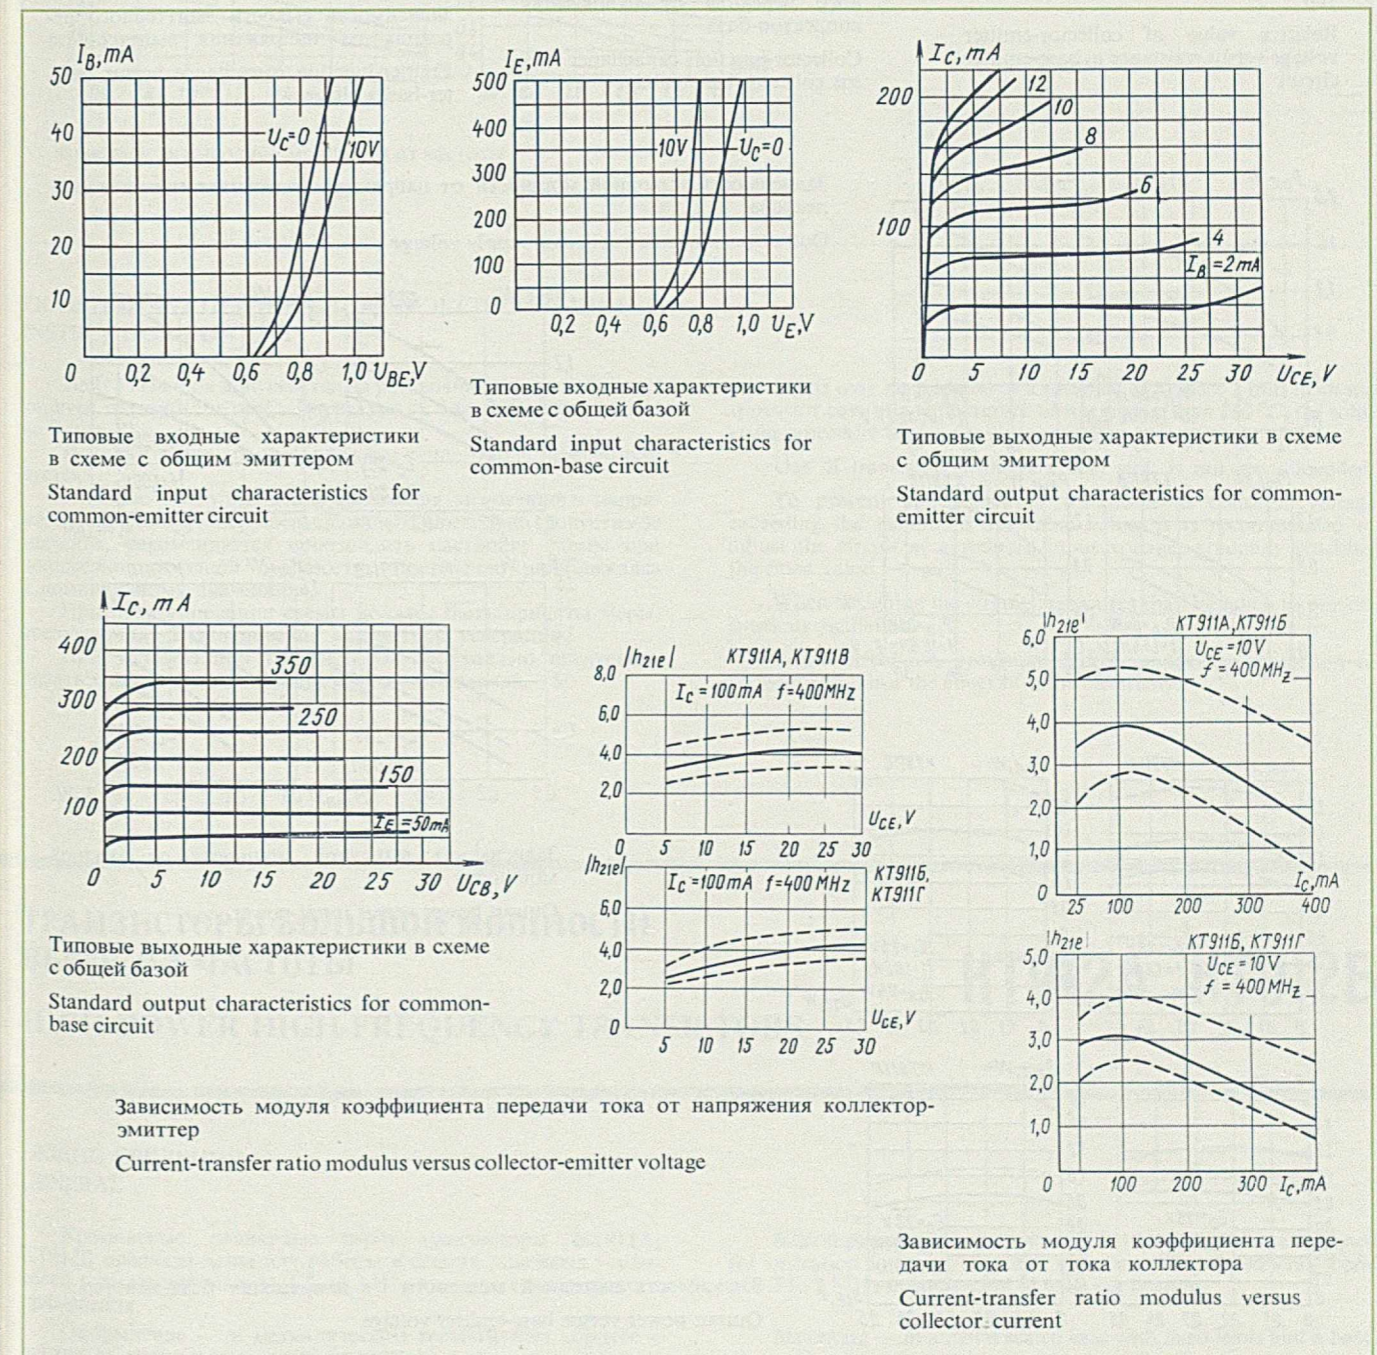 I_B, mA
50
40
30
20
10
U_C=0
10V
0 0,2 0,4 0,6 0,8 1,0 U_BE, V
Типовые входные характеристики
в схеме с общим эмиттером
Standard input characteristics for
common-emitter circuit
I_E, mA
500
400
300
200
100
0
10V
U_C=0
0,2 0,4 0,6 0,8 1,0 U_E, V
Типовые входные характеристики
в схеме с общей базой
Standard input characteristics for
common-base circuit
I_C, mA
200
100
12
10
8
6
4
I_B=2mA
0 5 10 15 20 25 30 U_CE, V
Типовые выходные характеристики в схеме
с общим эмиттером
Standard output characteristics for common-
emitter circuit
I_C, mA
400
300
200
100
350
250
150
I_E=50mA
0 5 10 15 20 25 30 U_CB, V
Типовые выходные характеристики в схеме
с общей базой
Standard output characteristics for common-
base circuit
|h21e| КТ911А, КТ911В
8,0
I_C=100mA f=400MHz
6,0
4,0
2,0
U_CE, V
0 5 10 15 20 25 30
|h21e|
КТ911Б,
КТ911Г
I_C=100mA f=400MHz
6,0
4,0
2,0
0
U_CE, V
5 10 15 20 25 30
Зависимость модуля коэффициента передачи тока от напряжения коллектор-
эмиттер
Current-transfer ratio modulus versus collector-emitter voltage
|h21e| КТ911А, КТ911Б
6,0
U_CE=10V
f=400MHz
5,0
4,0
3,0
2,0
1,0
0
I_C, mA
25 100 200 300 400
|h21e| КТ911Б, КТ911Г
5,0
U_CE=10V
f=400MHz
4,0
3,0
2,0
1,0
0 100 200 300 I_C, mA
Зависимость модуля коэффициента пере-
дачи тока от тока коллектора
Current-transfer ratio modulus versus
collector current